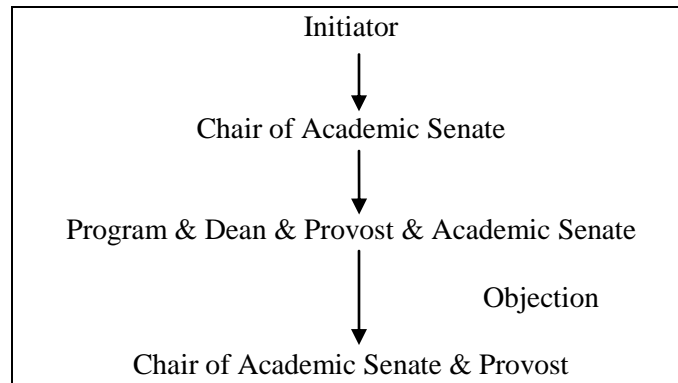 Initiator
Chair of Academic Senate
Program & Dean & Provost & Academic Senate
Objection
Chair of Academic Senate & Provost